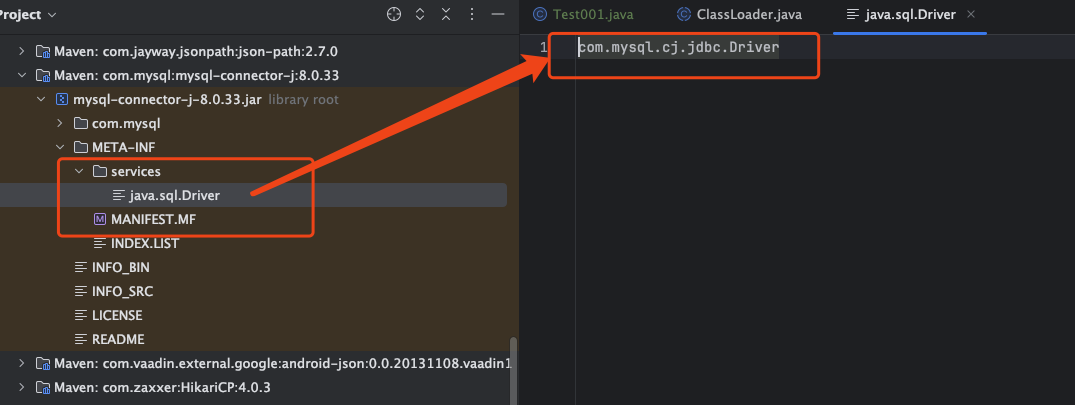 Project
Maven: com.jayway.jsonpath:json-path:2.7.0
Maven: com.mysql:mysql-connector-j:8.0.33
mysql-connector-j-8.0.33.jar library root
com.mysql
META-INF
services
java.sql.Driver
MANIFEST.MF
INDEX.LIST
INFO_BIN
INFO_SRC
LICENSE
README
Maven: com.vaadin.external.google:android-json:0.0.20131108.vaadin1
Maven: com.zaxxer:HikariCP:4.0.3
Test001.java ClassLoader.java java.sql.Driver
1 com.mysql.cj.jdbc.Driver